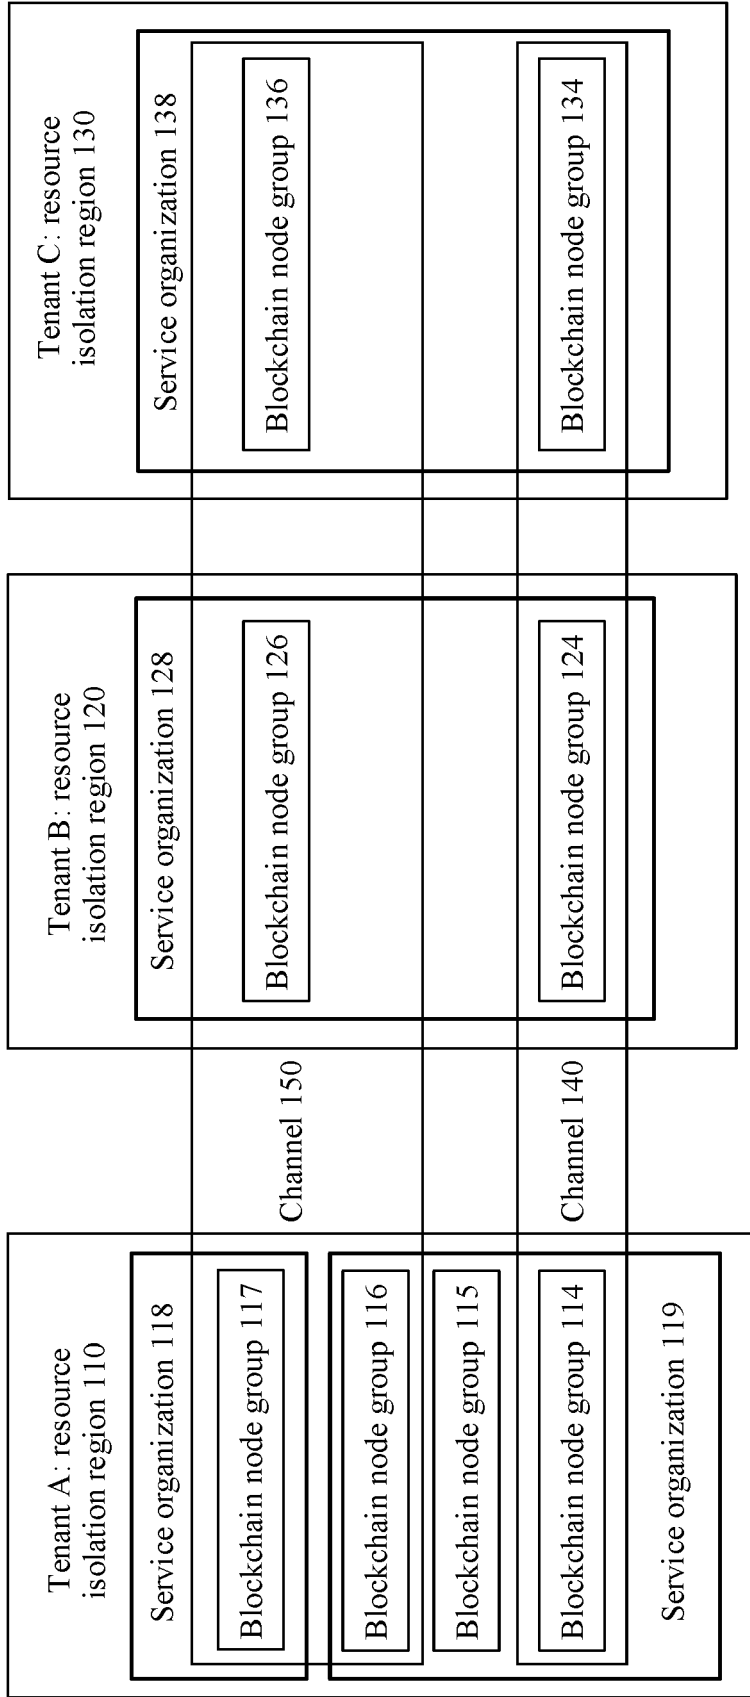 Tenant A: resource
isolation region 110
Service organization 118
Blockchain node group 117
Blockchain node group 116
Blockchain node group 115
Blockchain node group 114
Service organization 119
Channel 150
Channel 140
Tenant B: resource
isolation region 120
Service organization 128
Blockchain node group 126
Blockchain node group 124
Tenant C: resource
isolation region 130
Service organization 138
Blockchain node group 136
Blockchain node group 134